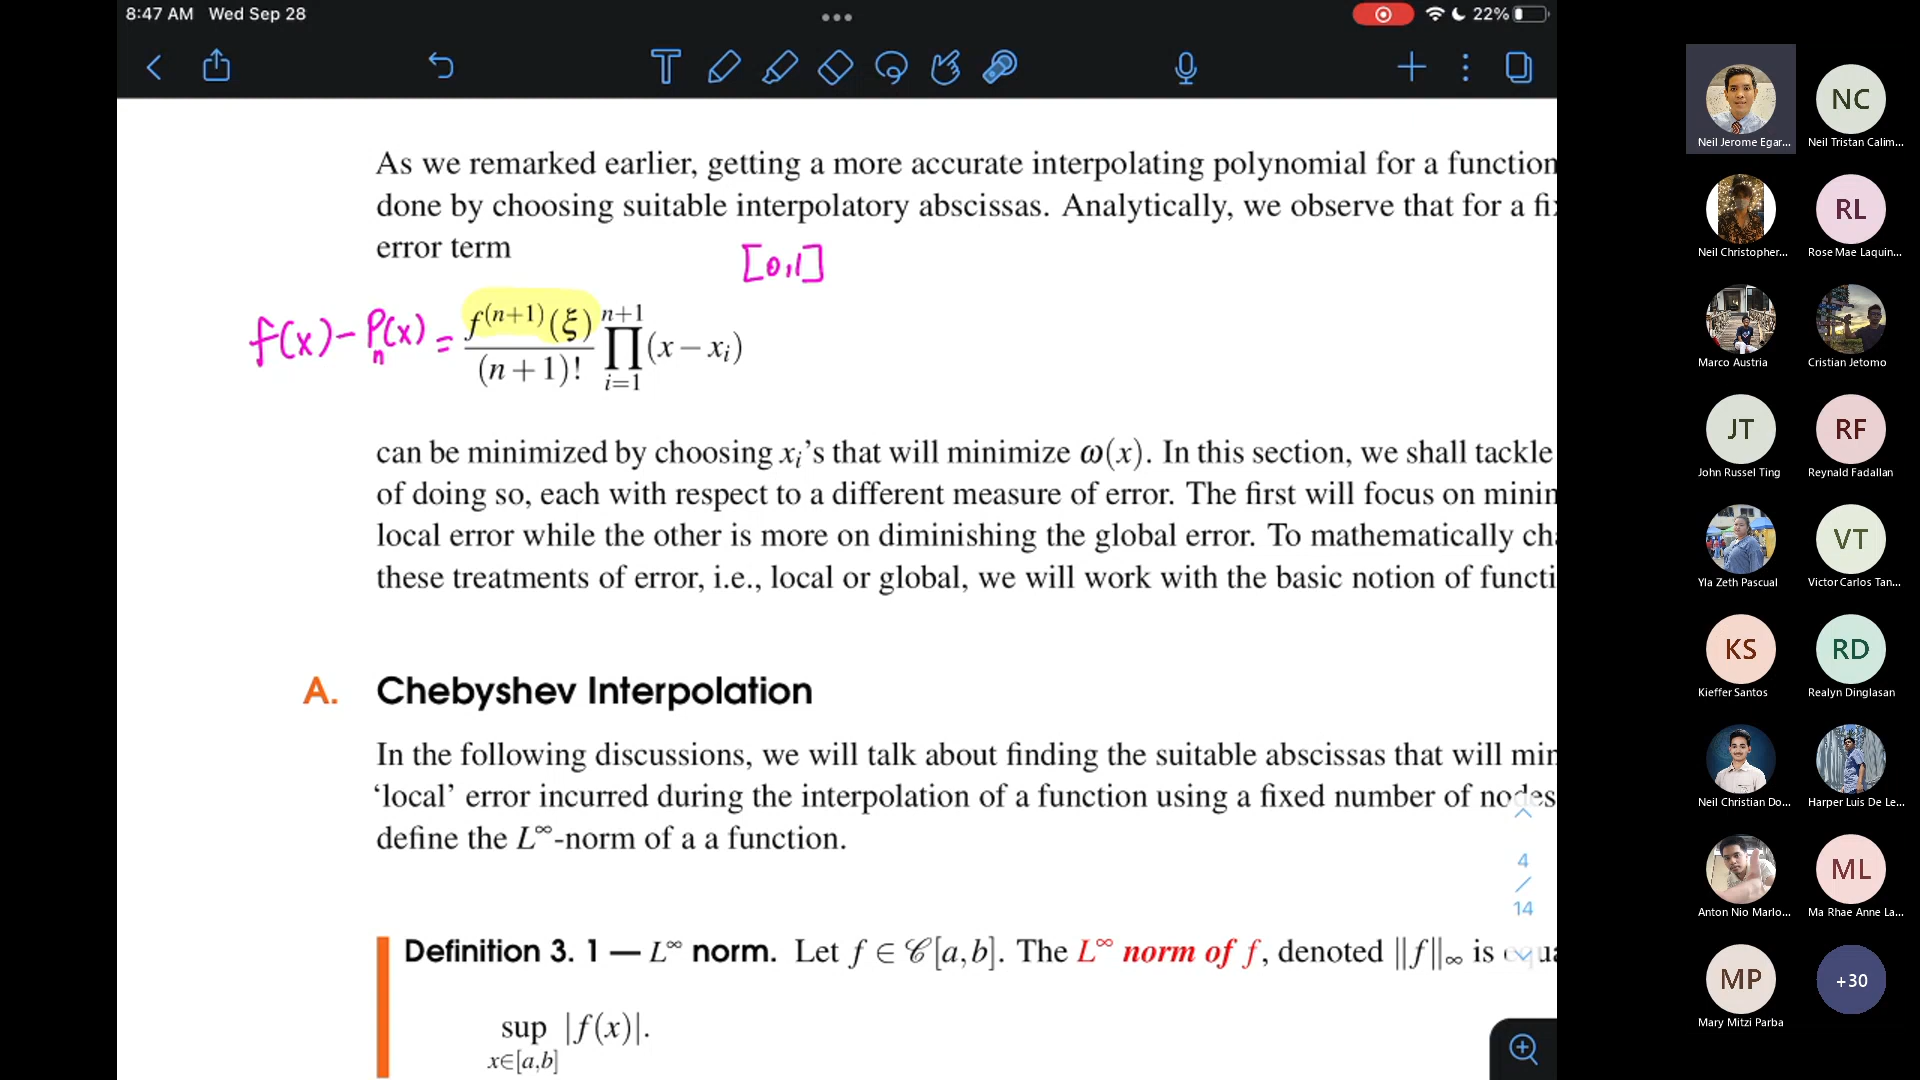 8:47 AM Wed Sep 28
22%
As we remarked earlier, getting a more accurate interpolating polynomial for a function
done by choosing suitable interpolatory abscissas. Analytically, we observe that for a
error term
[0,1]
f(x) - Pn(x) = f^(n+1)(ξ) / (n+1)! ∏_{i=1}^{n+1} (x − x_i)
can be minimized by choosing x_i's that will minimize ω(x). In this section, we shall tackle
of doing so, each with respect to a different measure of error. The first will focus on
local error while the other is more on diminishing the global error. To mathematically
these treatments of error, i.e., local or global, we will work with the basic notion of
A. Chebyshev Interpolation
In the following discussions, we will talk about finding the suitable abscissas that will
'local' error incurred during the interpolation of a function using a fixed number of nodes
define the L^∞-norm of a a function.
4
/
14
Definition 3. 1 — L^∞ norm. Let f ∈ 𝒞[a,b]. The L^∞ norm of f, denoted ||f||_∞ is
sup |f(x)|.
x∈[a,b]
Neil Jerome Egar...
NC
Neil Tristan Calim...
Neil Christopher...
RL
Rose Mae Laquin...
Marco Austria
Cristian Jetomo
JT
John Russel Ting
RF
Reynald Fadallan
Yla Zeth Pascual
VT
Victor Carlos Tan...
KS
Kieffer Santos
RD
Realyn Dinglasan
Neil Christian Do...
Harper Luis De Le...
Anton Nio Marlo...
ML
Ma Rhae Anne La...
MP
Mary Mitzi Parba
+30